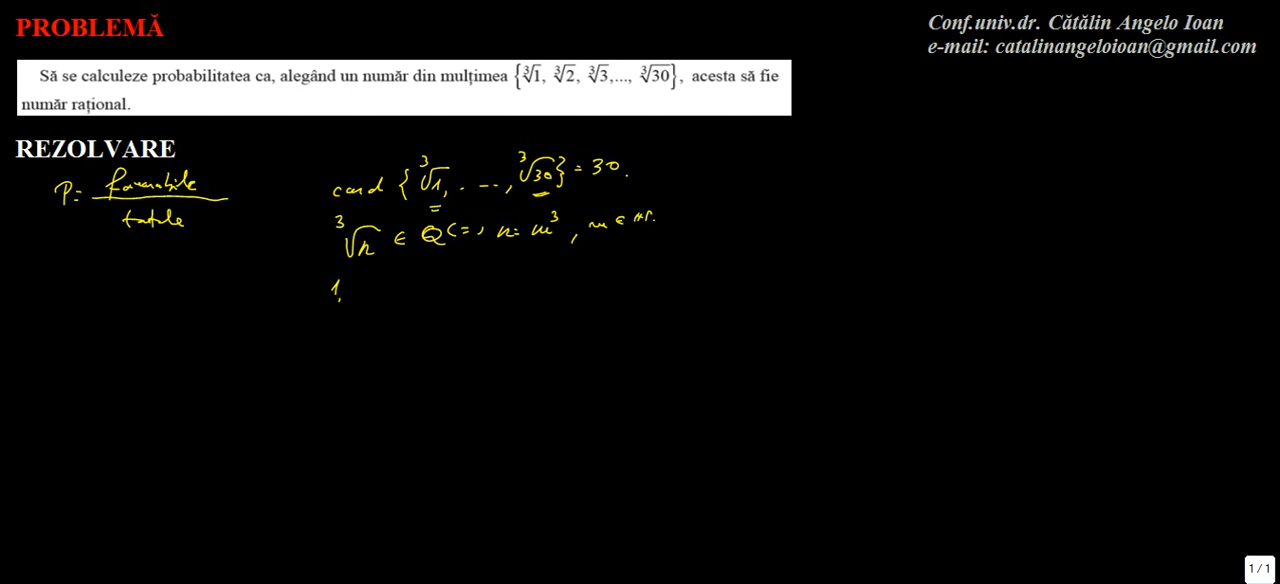 PROBLEMĂ
Conf.univ.dr. Cătălin Angelo Ioan
e-mail: catalinangeloioan@gmail.com
Să se calculeze probabilitatea ca, alegând un număr din mulțimea {∛1, ∛2, ∛3,..., ∛30}, acesta să fie
număr rațional.
REZOLVARE
P = favorabile / totale
card {∛1, ..., ∛30} = 30.
∛n ∈ Q <=> n = m³, m ∈ N.
1,
1 / 1